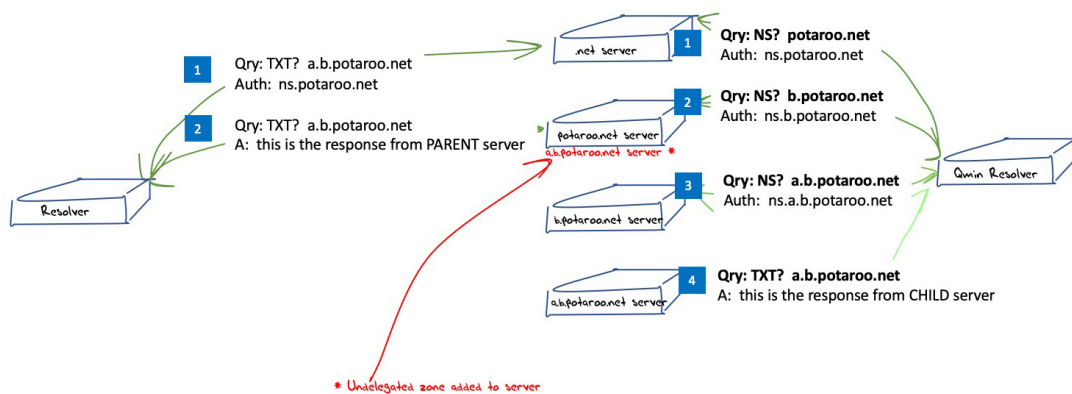 .net server
1
Qry: NS?  potaroo.net
Auth:  ns.potaroo.net
1
Qry: TXT?  a.b.potaroo.net
Auth:  ns.potaroo.net
2
Qry: NS?  b.potaroo.net
Auth:  ns.b.potaroo.net
2
Qry: TXT?  a.b.potaroo.net
A:  this is the response from PARENT server
potaroo.net server
a.b.potaroo.net server *
3
Qry: NS?  a.b.potaroo.net
Auth:  ns.a.b.potaroo.net
Qmin Resolver
Resolver
b.potaroo.net server
4
Qry: TXT?  a.b.potaroo.net
A:  this is the response from CHILD server
a.b.potaroo.net server
* Undelegated zone added to server